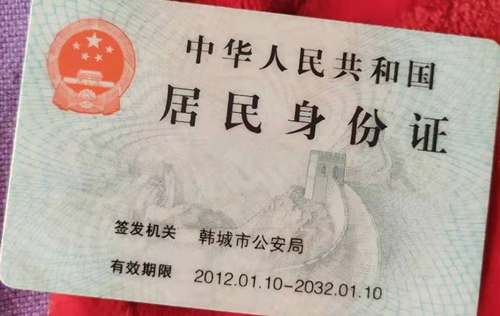 中华人民共和国
居民身份证
签发机关 韩城市公安局
有效期限 2012.01.10-2032.01.10